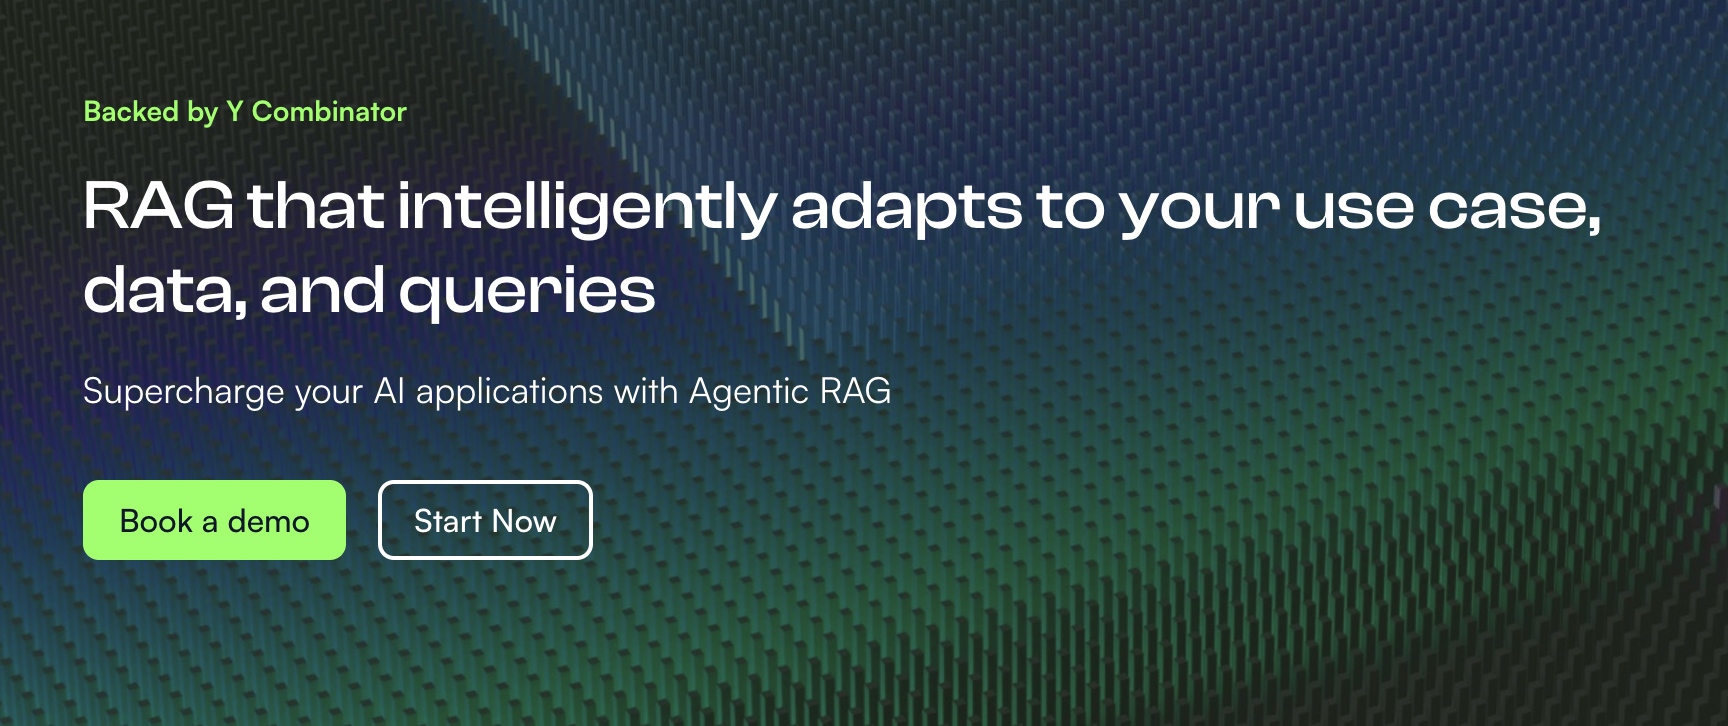 Backed by Y Combinator
RAG that intelligently adapts to your use case,
data, and queries
Supercharge your AI applications with Agentic RAG
Book a demo
Start Now